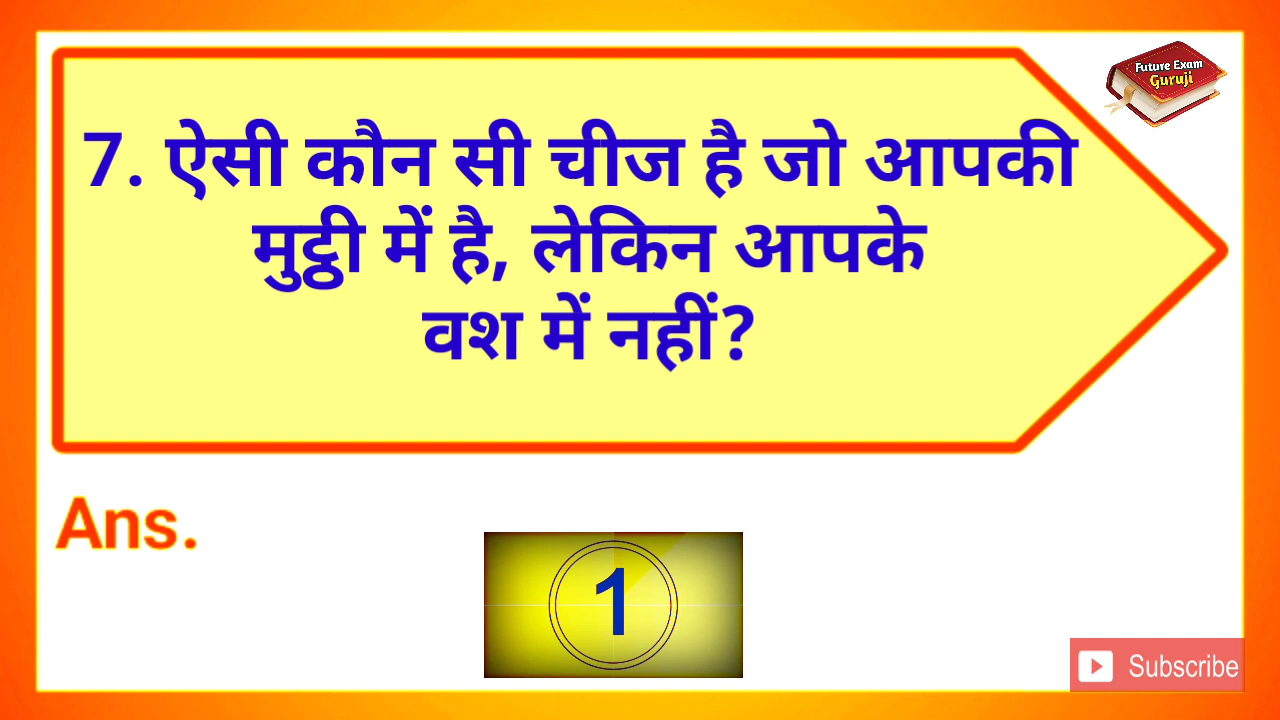 Future Exam
Guruji
7. ऐसी कौन सी चीज है जो आपकी
मुट्ठी में है, लेकिन आपके
वश में नहीं?
Ans.
1
Subscribe